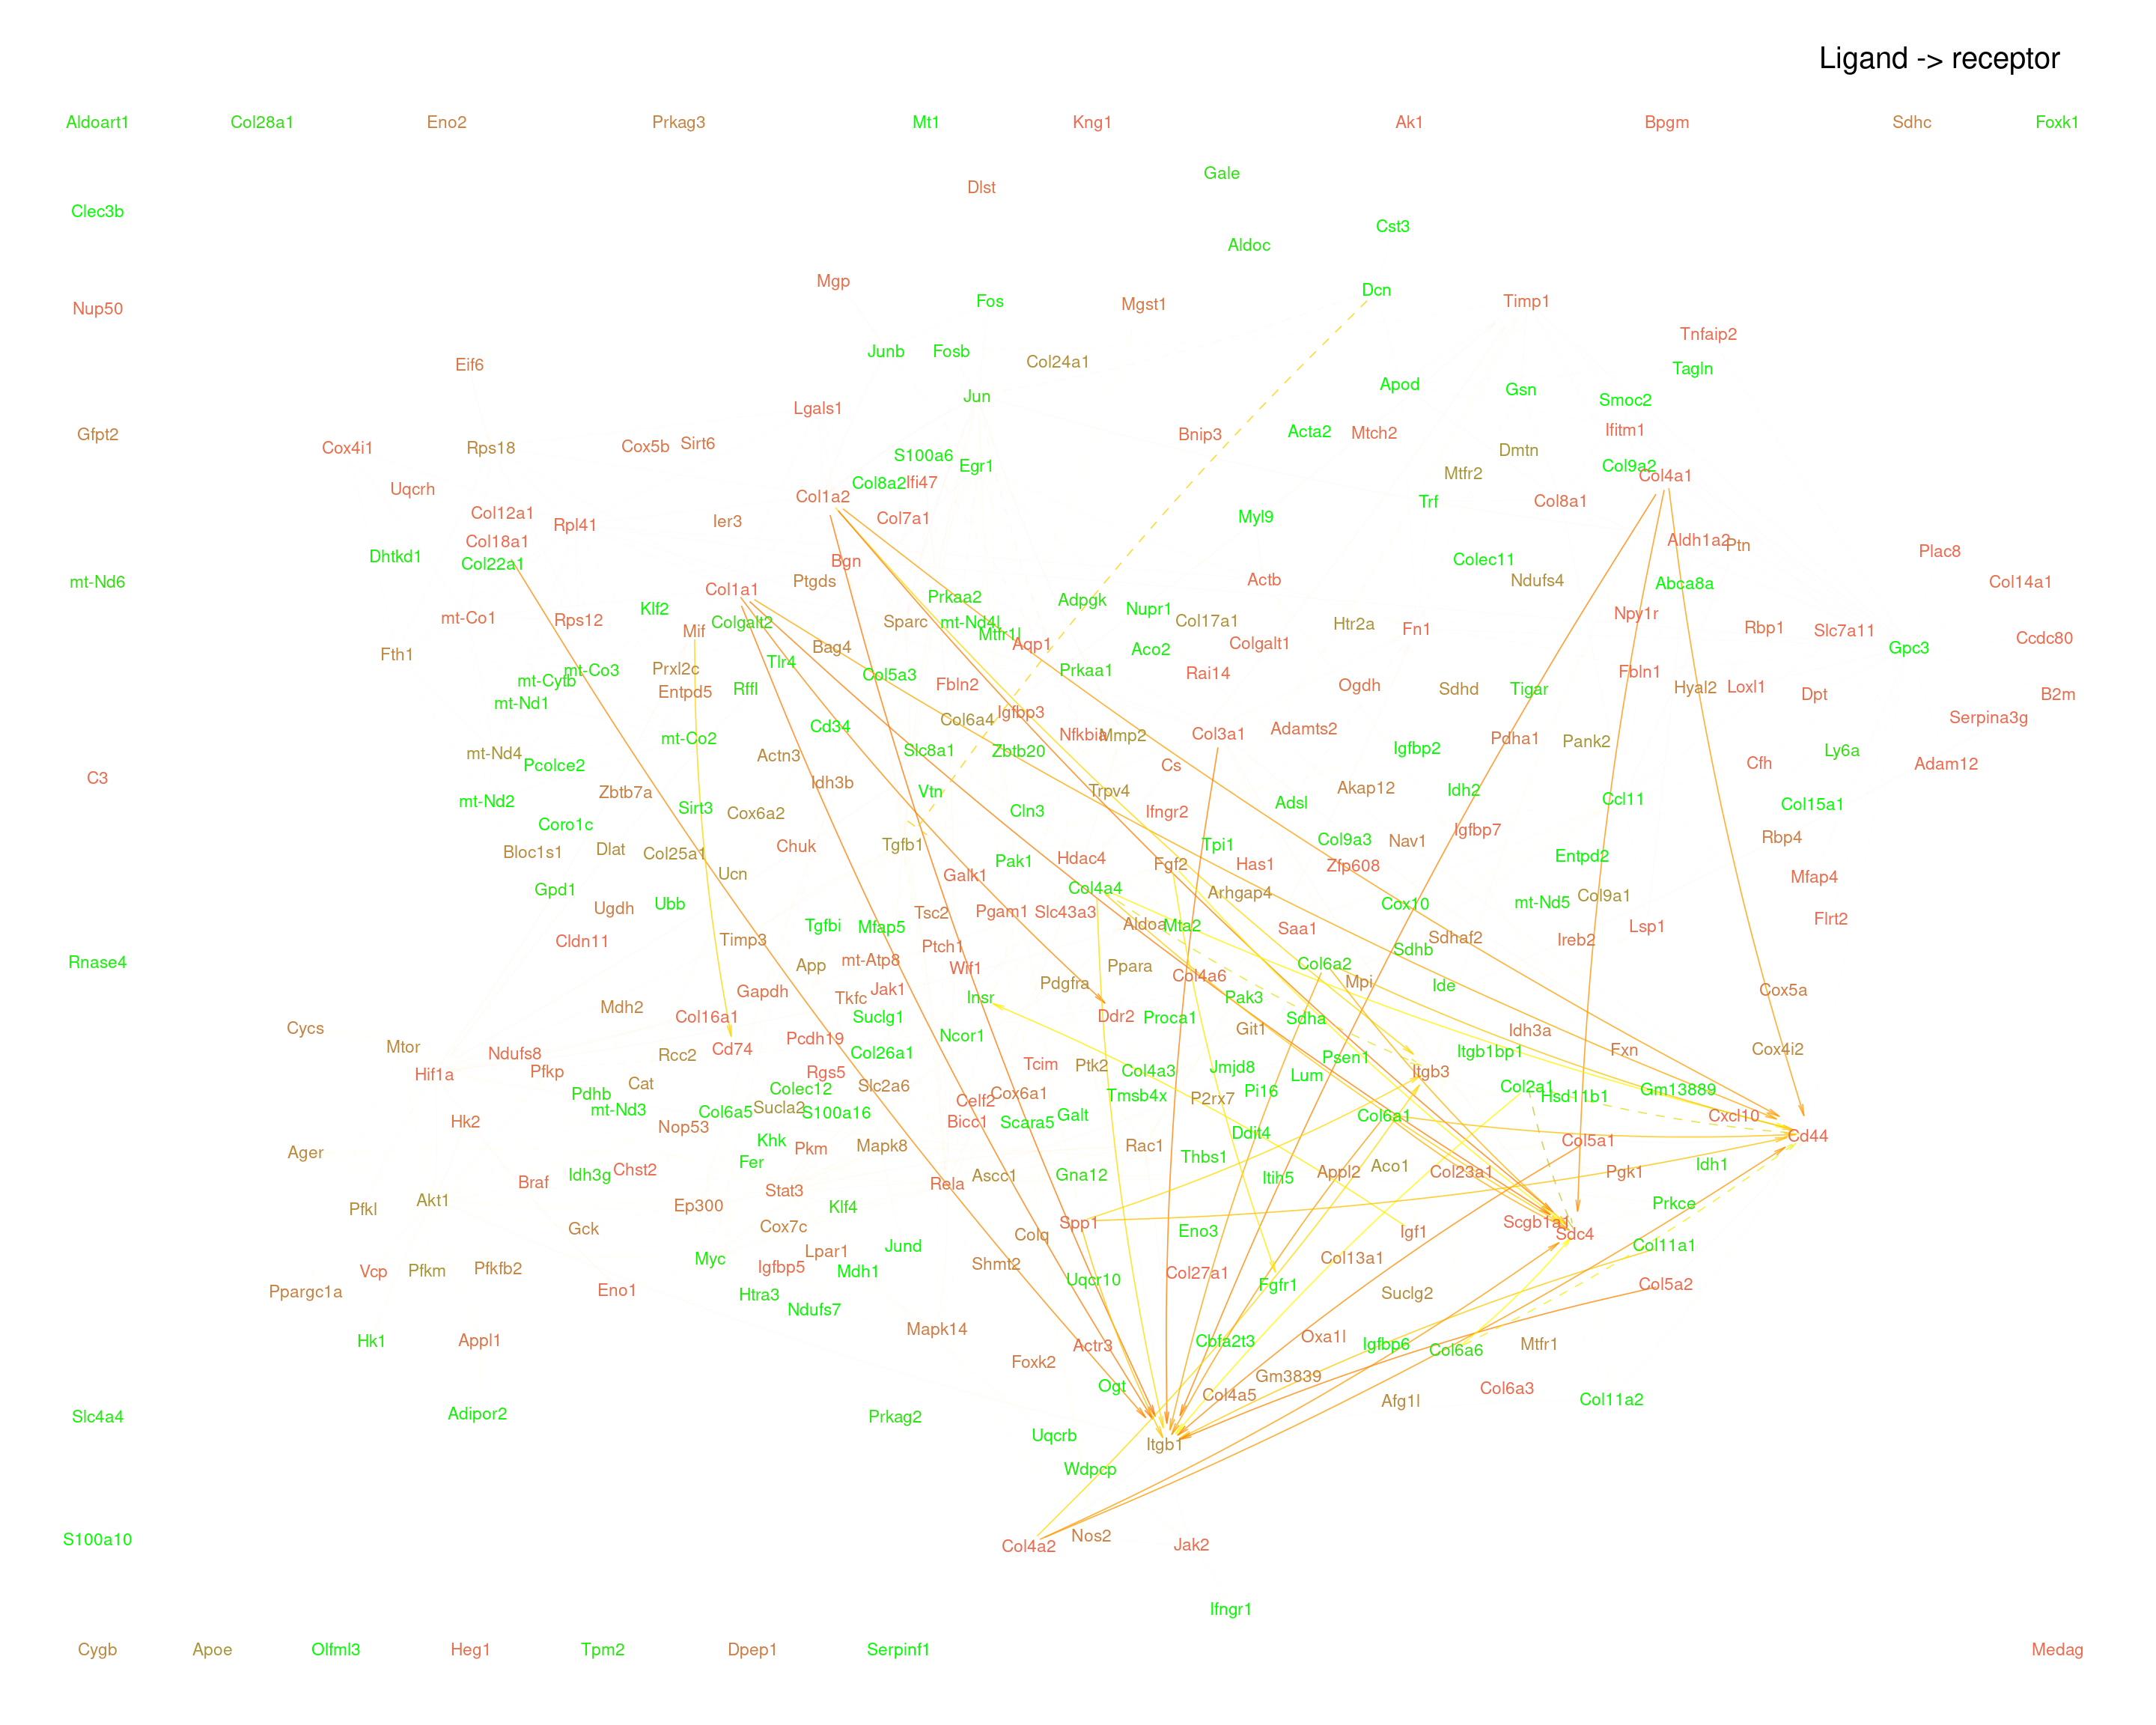 Ligand -> receptor
Aldoart1 Col28a1 Eno2 Prkag3 Mt1 Kng1 Ak1 Bpgm Sdhc Foxk1
Gale
Dlst
Clec3b
Cst3
Aldoc
Mgp
Dcn
Fos Mgst1 Timp1
Nup50
Tnfaip2
Junb Fosb
Col24a1
Eif6
Tagln
Apod
Gsn
Jun
Smoc2
Lgals1
Gfpt2 Bnip3 Acta2 Mtch2 Ifitm1
Cox4i1 Rps18 Cox5b Sirt6
Dmtn
S100a6
Egr1 Col9a2
Mtfr2 Col4a1
Col8a2 Ifi47
Uqcrh Col1a2
Trf Col8a1
Col12a1 Rpl41 Ier3 Col7a1 Myl9
Col18a1 Aldh1a2 Ptn
Plac8
Dhtkd1 Col22a1 Bgn Colec11
mt-Nd6 Ptgds Actb Ndufs4 Abca8a Col14a1
Col1a1 Prkaa2 Adpgk
Klf2 Nupr1
mt-Co1 Rps12 Colgalt2 Sparc mt-Nd4l Col17a1 Htr2a Npy1r
Mif Mtfr1l Fn1 Rbp1 Slc7a11
Ccdc80
Fth1 Bag4 Aqp1 Aco2 Colgalt1 Gpc3
Tlr4
mt-Co3 Prxl2c Col5a3 Prkaa1 Rai14 Fbln1
mt-Cytb Entpd5 Rffl Fbln2 Ogdh Sdhd Tigar Hyal2 Loxl1 Dpt B2m
mt-Nd1
Col6a4 Igfbp3 Serpina3g
Cd34 Adamts2
mt-Co2 Nfkbia Mmp2 Col3a1 Pdha1 Pank2
mt-Nd4 Actn3 Slc8a1 Zbtb20 Igfbp2 Ly6a
Pcolce2 Cs Cfh Adam12
C3 Idh3b
Zbtb7a Vtn Trpv4 Akap12 Idh2
mt-Nd2 Sirt3 Adsl Ccl11 Col15a1
Cox6a2 Cln3 Ifngr2
Coro1c Igfbp7
Bloc1s1 Dlat Col25a1 Chuk Tgfb1 Tpi1 Col9a3 Nav1 Rbp4
Pak1 Hdac4 Fgf2 Has1 Zfp608 Entpd2
Ucn Galk1 Mfap4
Gpd1 Col4a4 Arhgap4 Col9a1
Ugdh Ubb Cox10 mt-Nd5
Tsc2 Pgam1 Slc43a3 Flrt2
Tgfbi Mfap5 Aldoa Mta2 Saa1 Lsp1
Cldn11 Timp3 Ptch1 Sdhaf2 Ireb2
Sdhb
Rnase4 App mt-Atp8 Wif1 Ppara Col6a2
Pdgfra Col4a6 Mpi Ide
Gapdh Tkfc Jak1 Insr Pak3 Cox5a
Mdh2
Col16a1 Suclg1 Ddr2 Proca1 Sdha
Cycs Git1 Idh3a
Pcdh19 Ncor1
Mtor Ndufs8 Rcc2 Cd74 Col26a1 Psen1 Itgb1bp1 Fxn Cox4i2
Hif1a Pfkp Rgs5 Tcim Ptk2 Col4a3 Jmjd8 Lum Itgb3
Pdhb Cat Colec12 Slc2a6 Cox6a1 Tmsb4x P2rx7 Pi16 Col2a1 Hsd11b1 Gm13889
mt-Nd3 Col6a5 Sucla2 S100a16 Celf2 Galt Col6a1 Cxcl10
Hk2 Nop53 Bicc1 Scara5
Khk Ddit4 Cd44
Ager Pkm Mapk8 Rac1 Col5a1
Fer Thbs1
Idh3g Chst2 Ascc1 Gna12 Itih5 Appl2 Aco1 Col23a1 Pgk1 Idh1
Braf Stat3 Rela
Pfkl Akt1 Ep300 Klf4 Prkce
Gck Cox7c Colq Spp1 Eno3 Igf1 Scgb1a1
Sdc4
Myc Lpar1 Jund Col13a1 Col11a1
Vcp Pfkm Pfkfb2 Igfbp5 Mdh1 Shmt2 Uqcr10 Col27a1 Fgfr1 Col5a2
Ppargc1a Eno1 Htra3 Suclg2
Ndufs7
Hk1 Appl1 Mapk14 Actr3 Cbfa2t3 Oxa1l Igfbp6 Col6a6 Mtfr1
Foxk2
Ogt Gm3839 Col6a3
Col4a5 Afg1l Col11a2
Slc4a4 Adipor2 Prkag2
Uqcrb Itgb1
Wdpcp
S100a10 Col4a2 Nos2 Jak2
Ifngr1
Cygb Apoe Olfml3 Heg1 Tpm2 Dpep1 Serpinf1 Medag